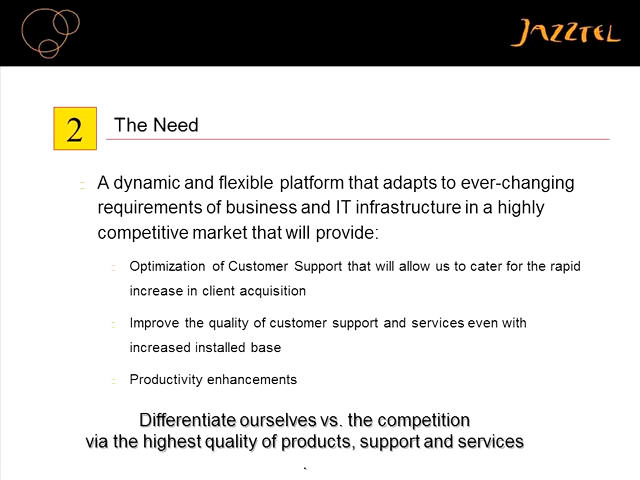 JAZZTEL
2
The Need
A dynamic and flexible platform that adapts to ever-changing
requirements of business and IT infrastructure in a highly
competitive market that will provide:
Optimization of Customer Support that will allow us to cater for the rapid
increase in client acquisition
Improve the quality of customer support and services even with
increased installed base
Productivity enhancements
Differentiate ourselves vs. the competition
via the highest quality of products, support and services
.